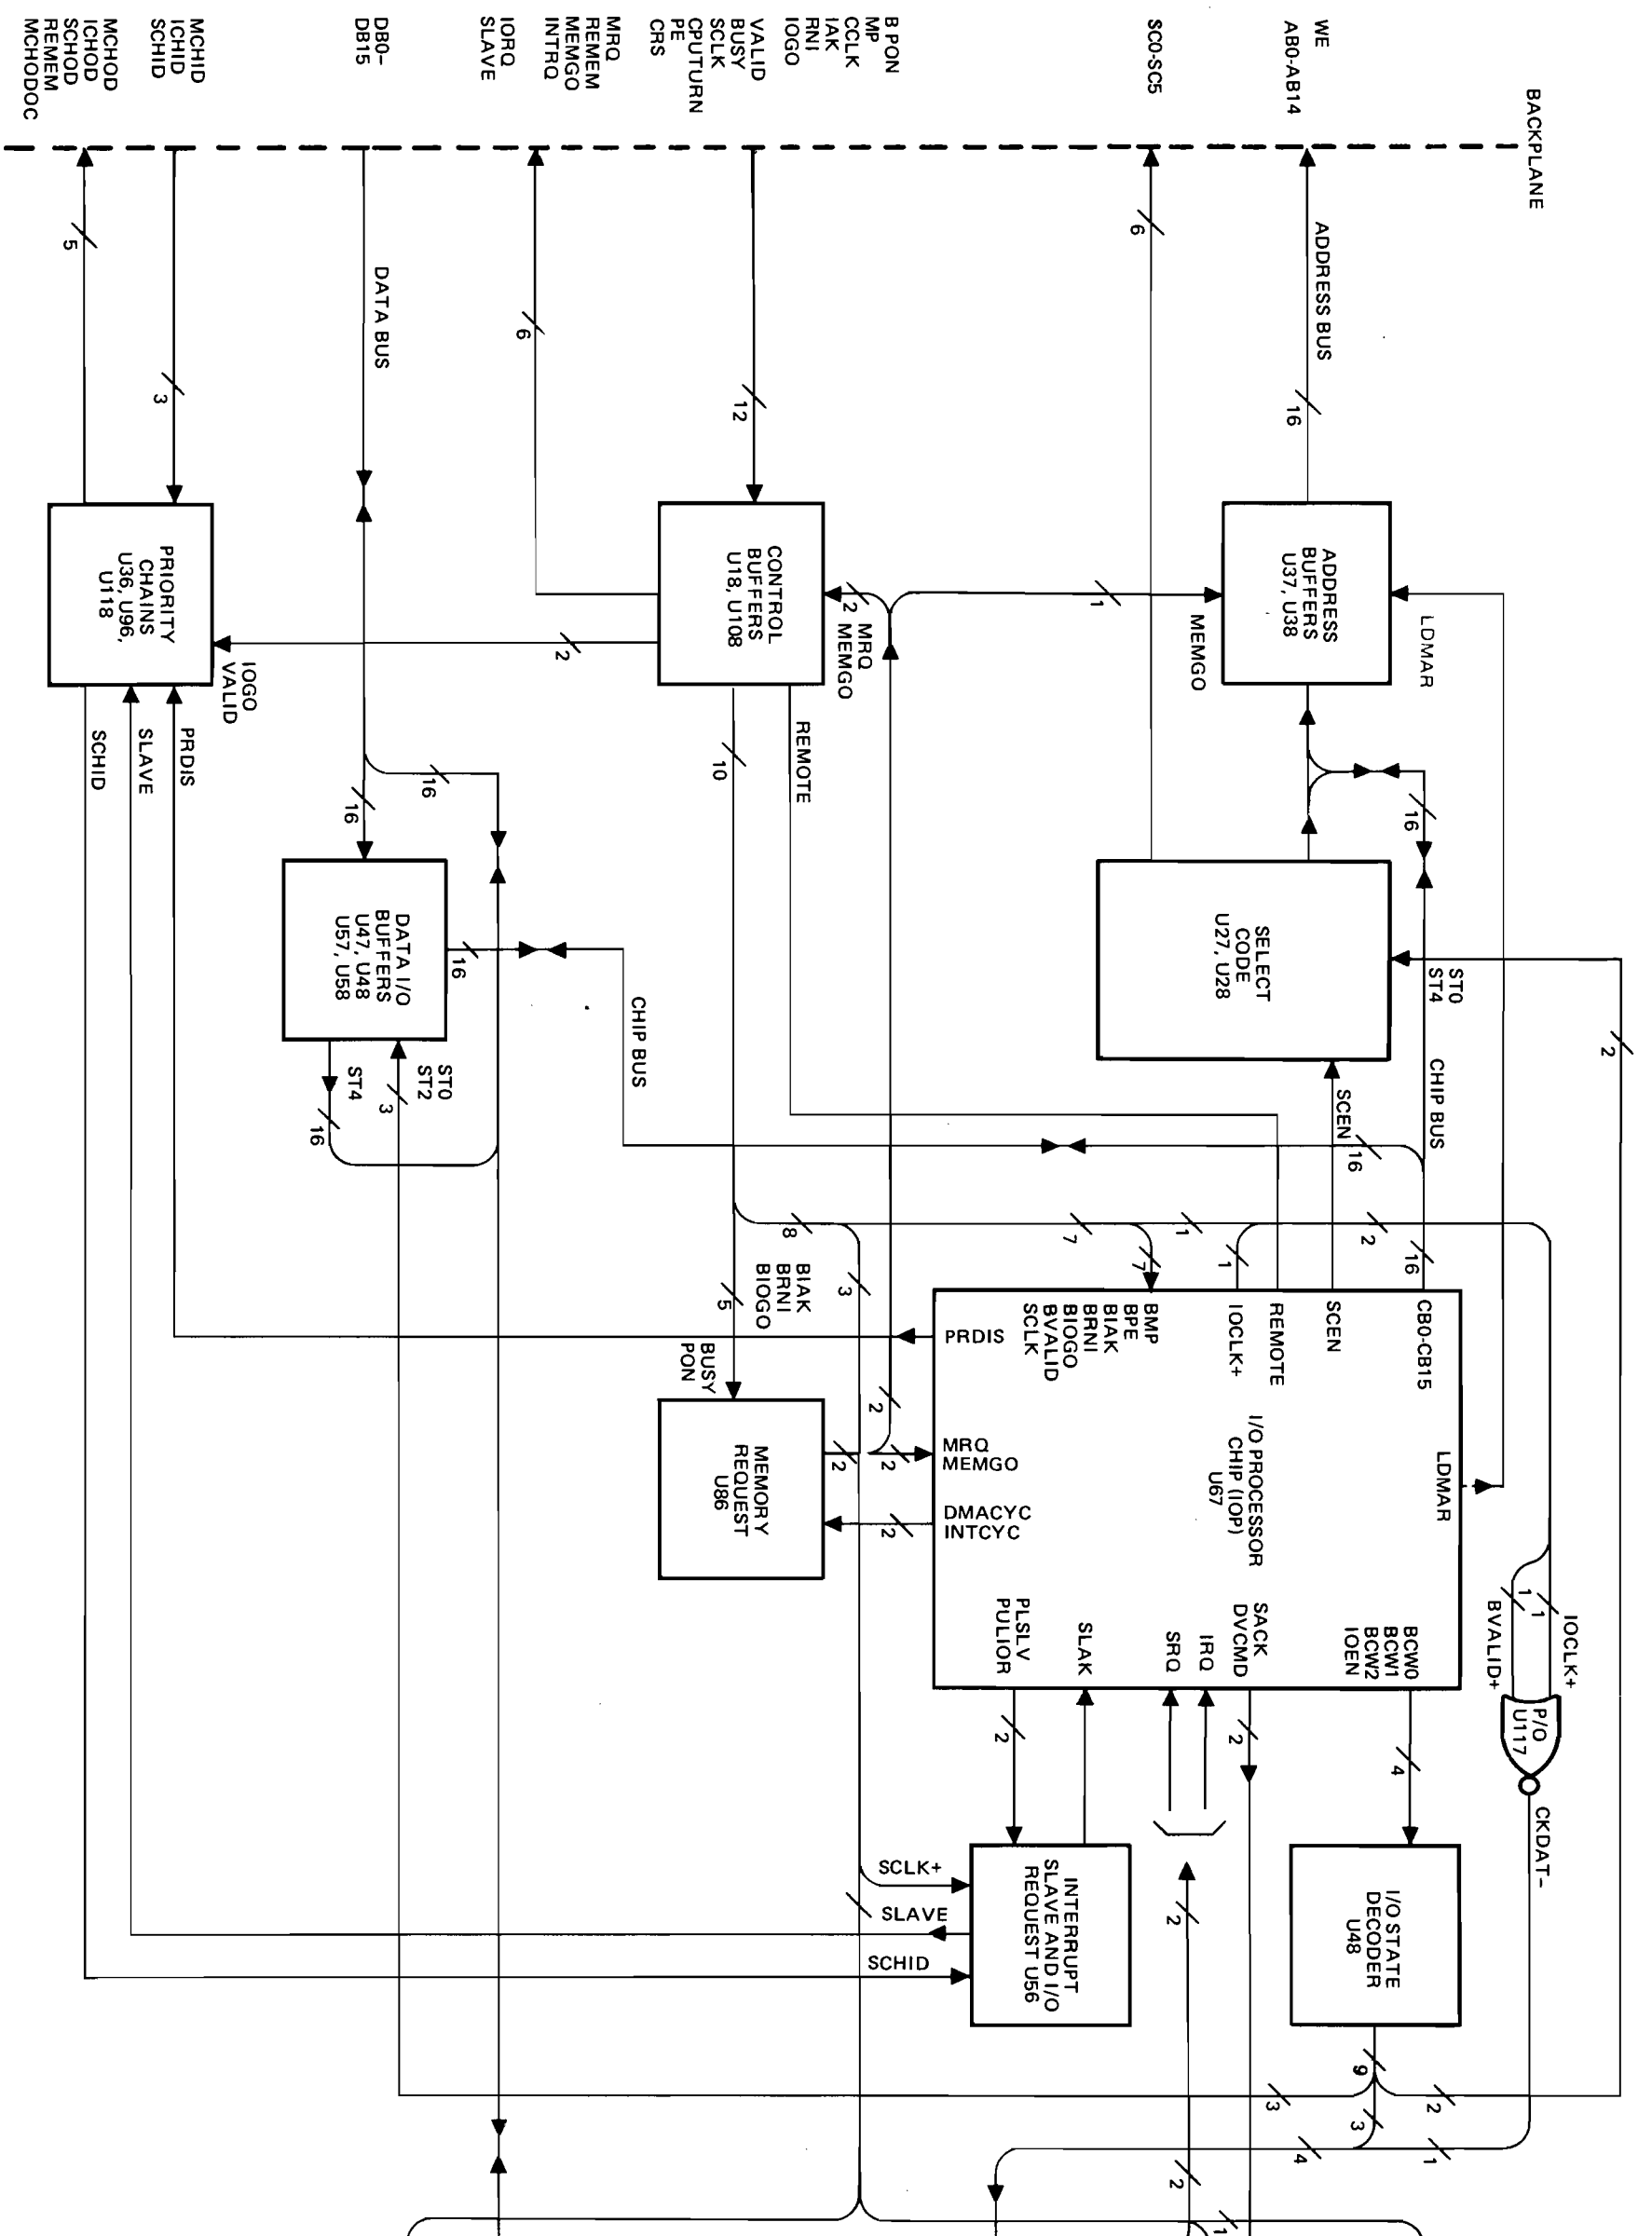 BACKPLANE
WE
AB0-AB14
ADDRESS BUS
16
ADDRESS
BUFFERS
U37, U38
LDMAR
MEMGO
SC0-SC5
6
1
16
SELECT
CODE
U27, U28
ST0
ST4
2
CHIP BUS
SCEN
16
B PON
MP
CCLK
IAK
RNI
IOGO
VALID
BUSY
SCLK
CPUTURN
PE
CRS
12
CONTROL
BUFFERS
U18, U108
2
MRQ
MEMGO
REMOTE
10
MRQ
REMEM
MEMGO
INTRQ
IORQ
SLAVE
6
2
IOGO
VALID
DB0-
DB15
DATA BUS
16
16
DATA I/O
BUFFERS
U47, U48
U57, U58
16
CHIP BUS
ST0
ST2
3
ST4
16
MCHID
ICHID
SCHID
3
MCHOD
ICHOD
SCHOD
REMEM
MCHODOC
5
PRIORITY
CHAINS
U36, U96,
U118
PRDIS
SLAVE
SCHID
8
7
7
1
1
2
16
3
BIAK
BRNI
BIOGO
5
BUSY
PON
MEMORY
REQUEST
U86
2
2
2
2
CB0-CB15
SCEN
REMOTE
IOCLK+
BMP
BPE
BIAK
BRNI
BIOGO
BVALID
SCLK
PRDIS
LDMAR
I/O PROCESSOR
CHIP (IOP)
U67
MRQ
MEMGO
DMACYC
INTCYC
BCW0
BCW1
BCW2
IOEN
SACK
DVCMD
IRQ
SRQ
SLAK
PLSLV
PULIOR
IOCLK+
1
1
BVALID+
P/O
U117
CKDAT-
4
2
2
I/O STATE
DECODER
U48
INTERRUPT
SLAVE AND I/O
REQUEST U56
SCLK+
SLAVE
SCHID
2
9
2
3
3
1
4
2
1